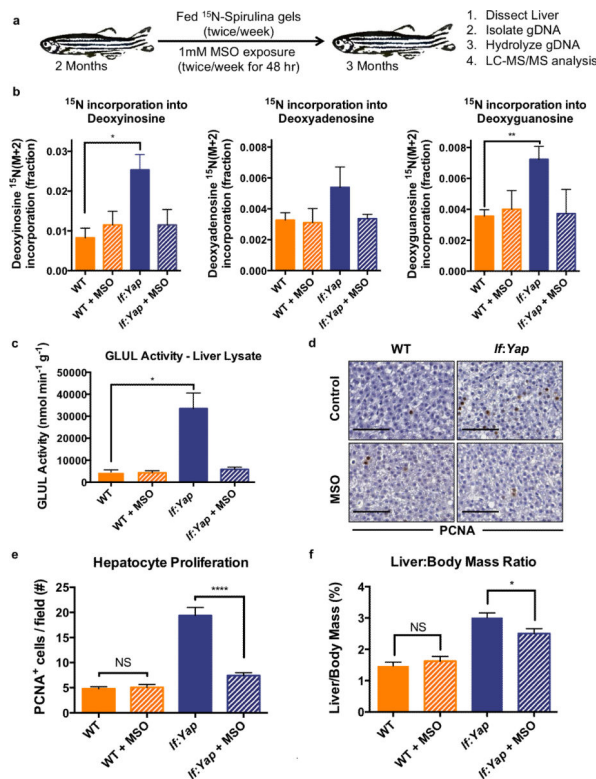 a
Fed ¹⁵N-Spirulina gels
(twice/week)
1mM MSO exposure
(twice/week for 48 hr)
2 Months
3 Months
1. Dissect Liver
2. Isolate gDNA
3. Hydrolyze gDNA
4. LC-MS/MS analysis
b
¹⁵N incorporation into
Deoxyinosine
Deoxyinosine ¹⁵N(M+2)
incorporation (fraction)
0.03
0.02
0.01
0.00
*
WT
WT + MSO
lf:Yap
lf:Yap + MSO
¹⁵N incorporation into
Deoxyadenosine
Deoxyadenosine ¹⁵N(M+2)
incorporation (fraction)
0.008
0.006
0.004
0.002
0.000
WT
WT + MSO
lf:Yap
lf:Yap + MSO
¹⁵N incorporation into
Deoxyguanosine
Deoxyguanosine ¹⁵N(M+2)
incorporation (fraction)
0.010
0.008
0.006
0.004
0.002
0.000
**
WT
WT + MSO
lf:Yap
lf:Yap + MSO
c
GLUL Activity - Liver Lysate
GLUL Activity (nmol min⁻¹ g⁻¹)
50000
40000
30000
20000
10000
0
*
WT
WT + MSO
lf:Yap
lf:Yap + MSO
d
WT
lf:Yap
Control
MSO
PCNA
e
Hepatocyte Proliferation
PCNA⁺ cells / field (#)
25
20
15
10
5
0
NS
****
WT
WT + MSO
lf:Yap
lf:Yap + MSO
f
Liver:Body Mass Ratio
Liver/Body Mass (%)
4
3
2
1
0
NS
*
WT
WT + MSO
lf:Yap
lf:Yap + MSO